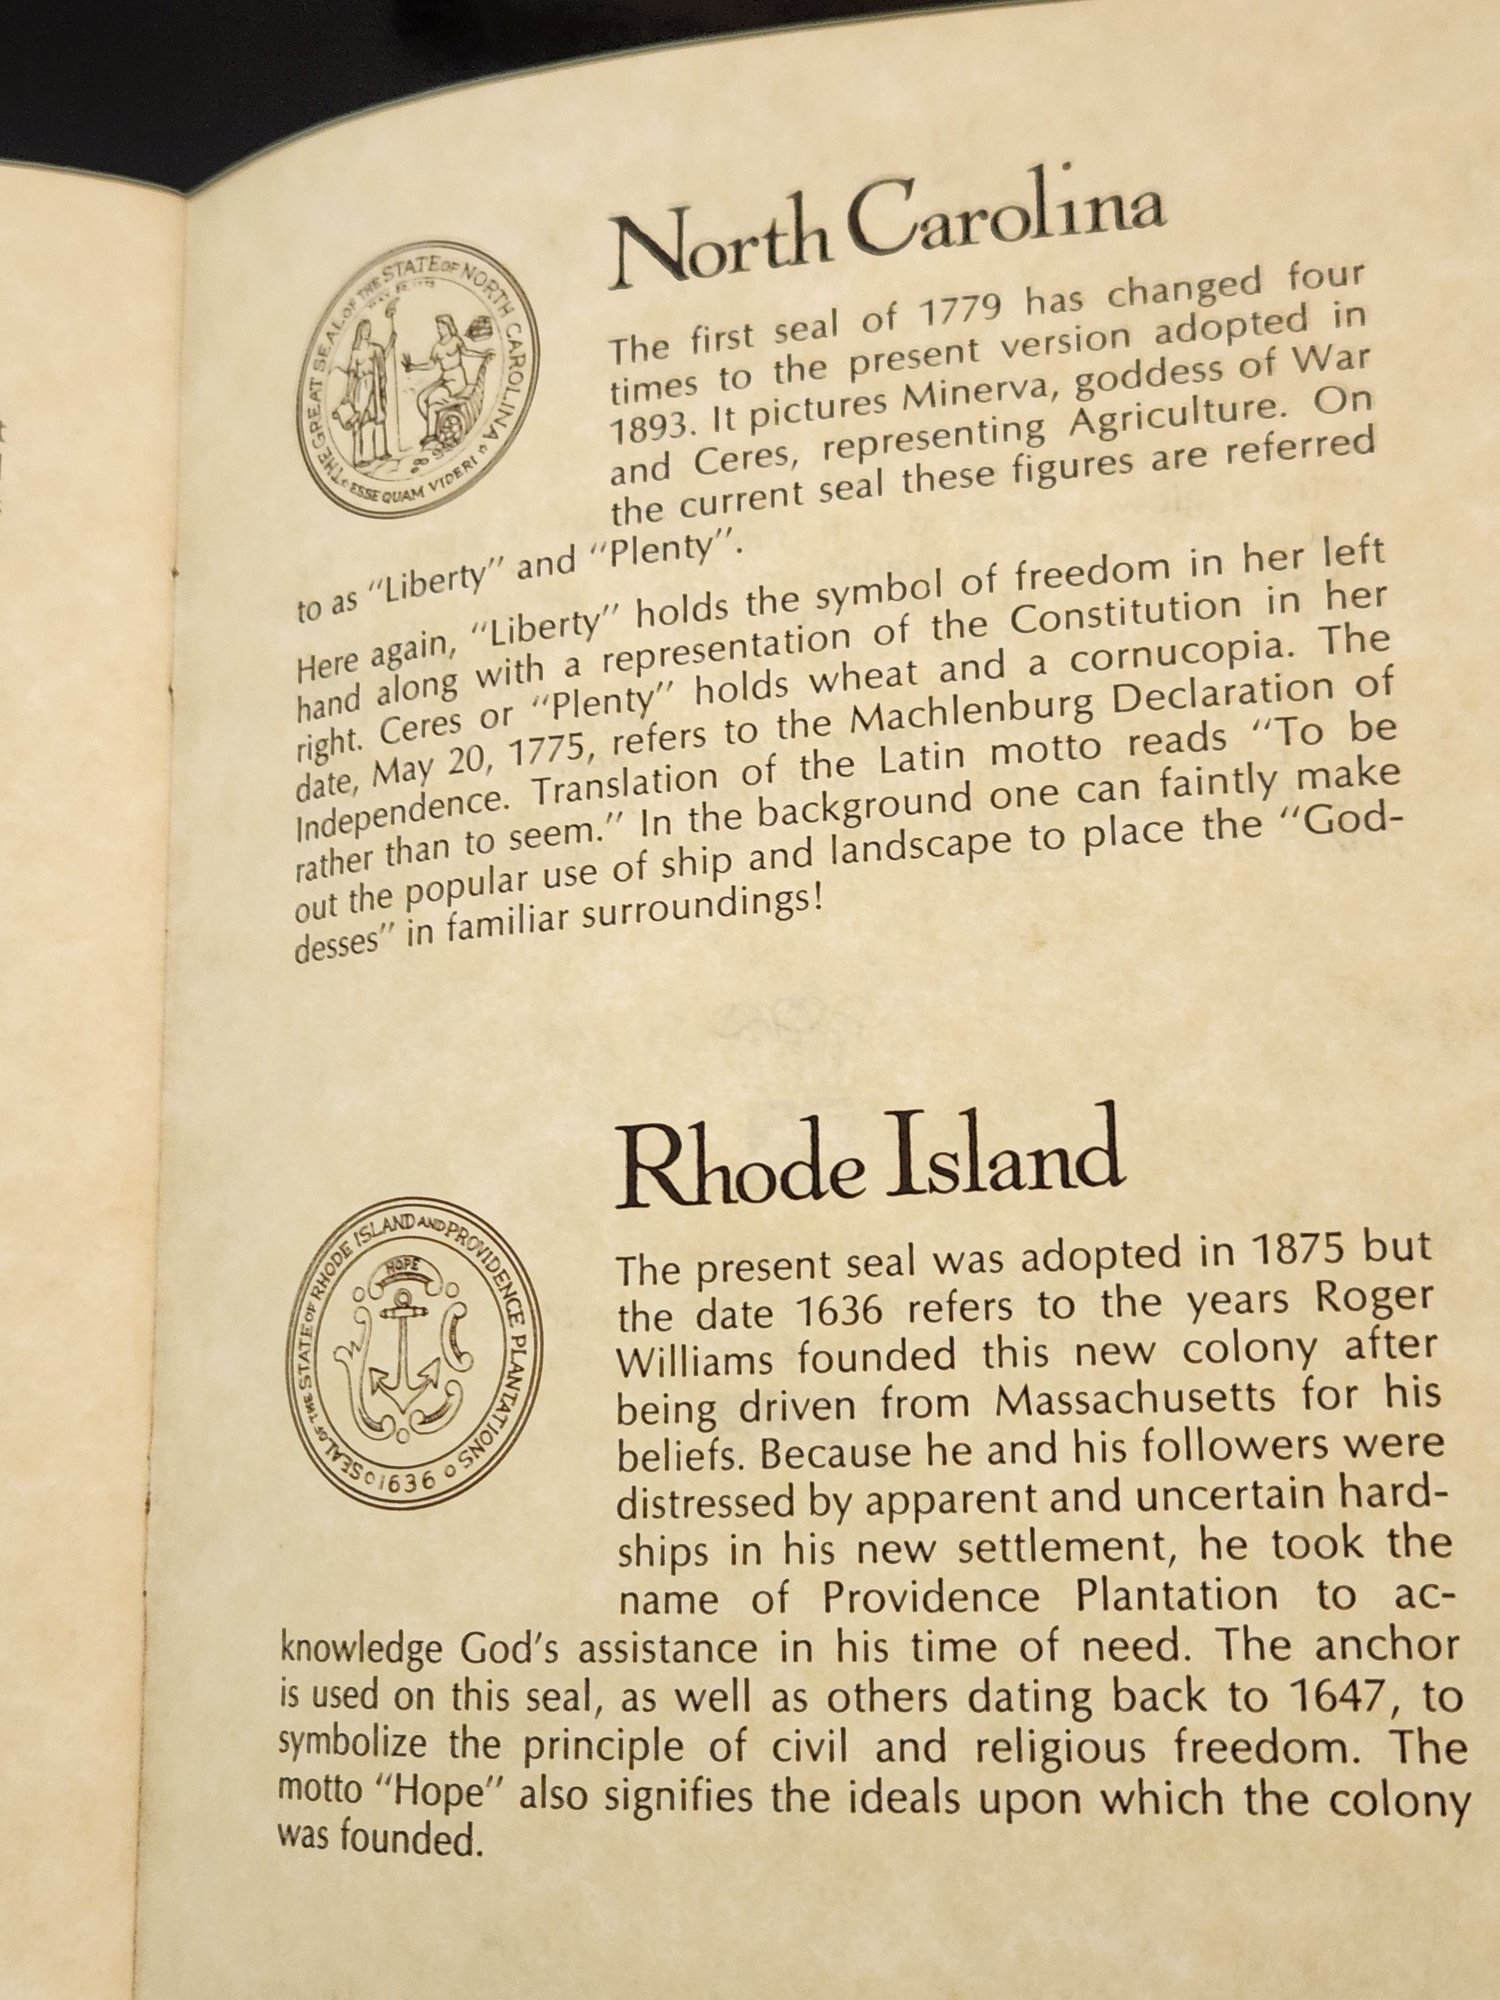 North Carolina
THE GREAT SEAL OF THE STATE OF NORTH CAROLINA
ESSE QUAM VIDERI
The first seal of 1779 has changed four
times to the present version adopted in
1893. It pictures Minerva, goddess of War
and Ceres, representing Agriculture. On
the current seal these figures are referred
to as "Liberty" and "Plenty".
Here again, "Liberty" holds the symbol of freedom in her left
hand along with a representation of the Constitution in her
right. Ceres or "Plenty" holds wheat and a cornucopia. The
date, May 20, 1775, refers to the Machlenburg Declaration of
Independence. Translation of the Latin motto reads "To be
rather than to seem." In the background one can faintly make
out the popular use of ship and landscape to place the "God-
desses" in familiar surroundings!
Rhode Island
SEAL OF THE STATE OF RHODE ISLAND AND PROVIDENCE PLANTATIONS
HOPE
1636
The present seal was adopted in 1875 but
the date 1636 refers to the years Roger
Williams founded this new colony after
being driven from Massachusetts for his
beliefs. Because he and his followers were
distressed by apparent and uncertain hard-
ships in his new settlement, he took the
name of Providence Plantation to ac-
knowledge God's assistance in his time of need. The anchor
is used on this seal, as well as others dating back to 1647, to
symbolize the principle of civil and religious freedom. The
motto "Hope" also signifies the ideals upon which the colony
was founded.